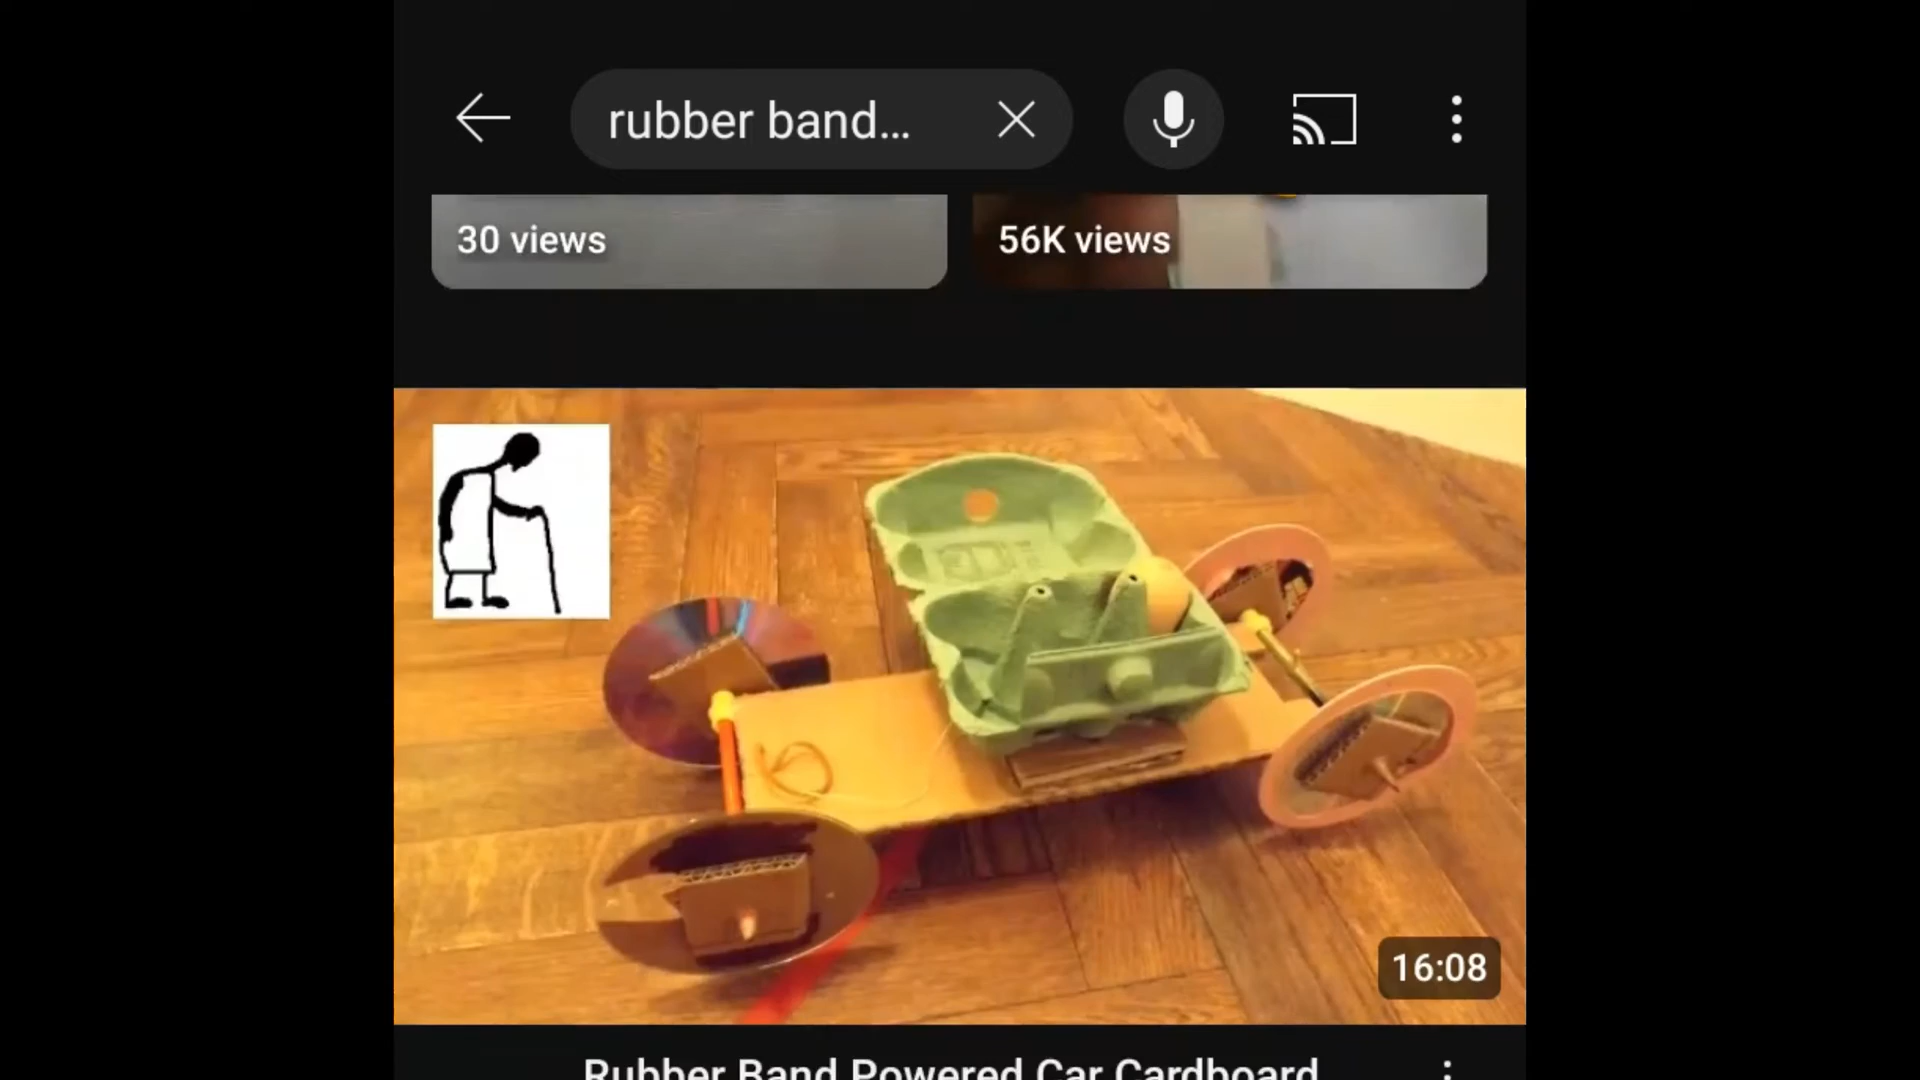 rubber band...
30 views
56K views
16:08
Rubber Band Powered Car Cardboard